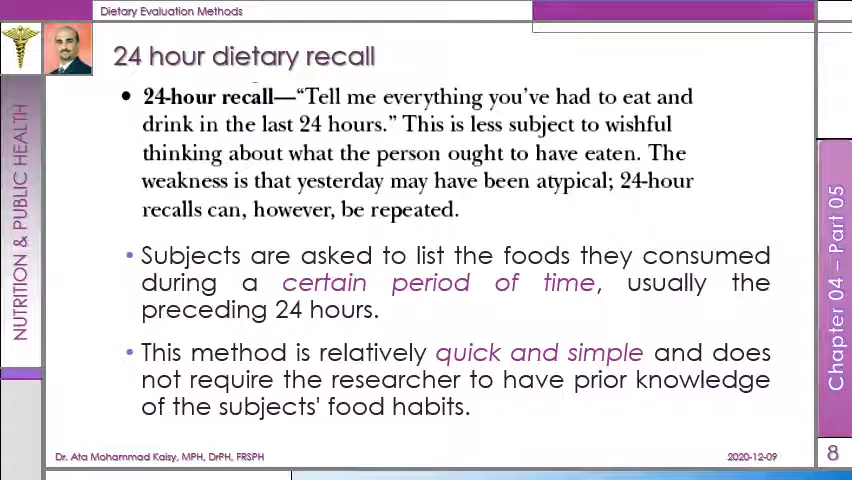 Dietary Evaluation Methods
24 hour dietary recall
• 24-hour recall—“Tell me everything you’ve had to eat and
drink in the last 24 hours.” This is less subject to wishful
thinking about what the person ought to have eaten. The
weakness is that yesterday may have been atypical; 24-hour
recalls can, however, be repeated.
• Subjects are asked to list the foods they consumed
during a certain period of time, usually the
preceding 24 hours.
• This method is relatively quick and simple and does
not require the researcher to have prior knowledge
of the subjects' food habits.
NUTRITION & PUBLIC HEALTH
Chapter 04 – Part 05
Dr. Ata Mohammad Kaisy, MPH, DrPH, FRSPH
2020-12-09
8